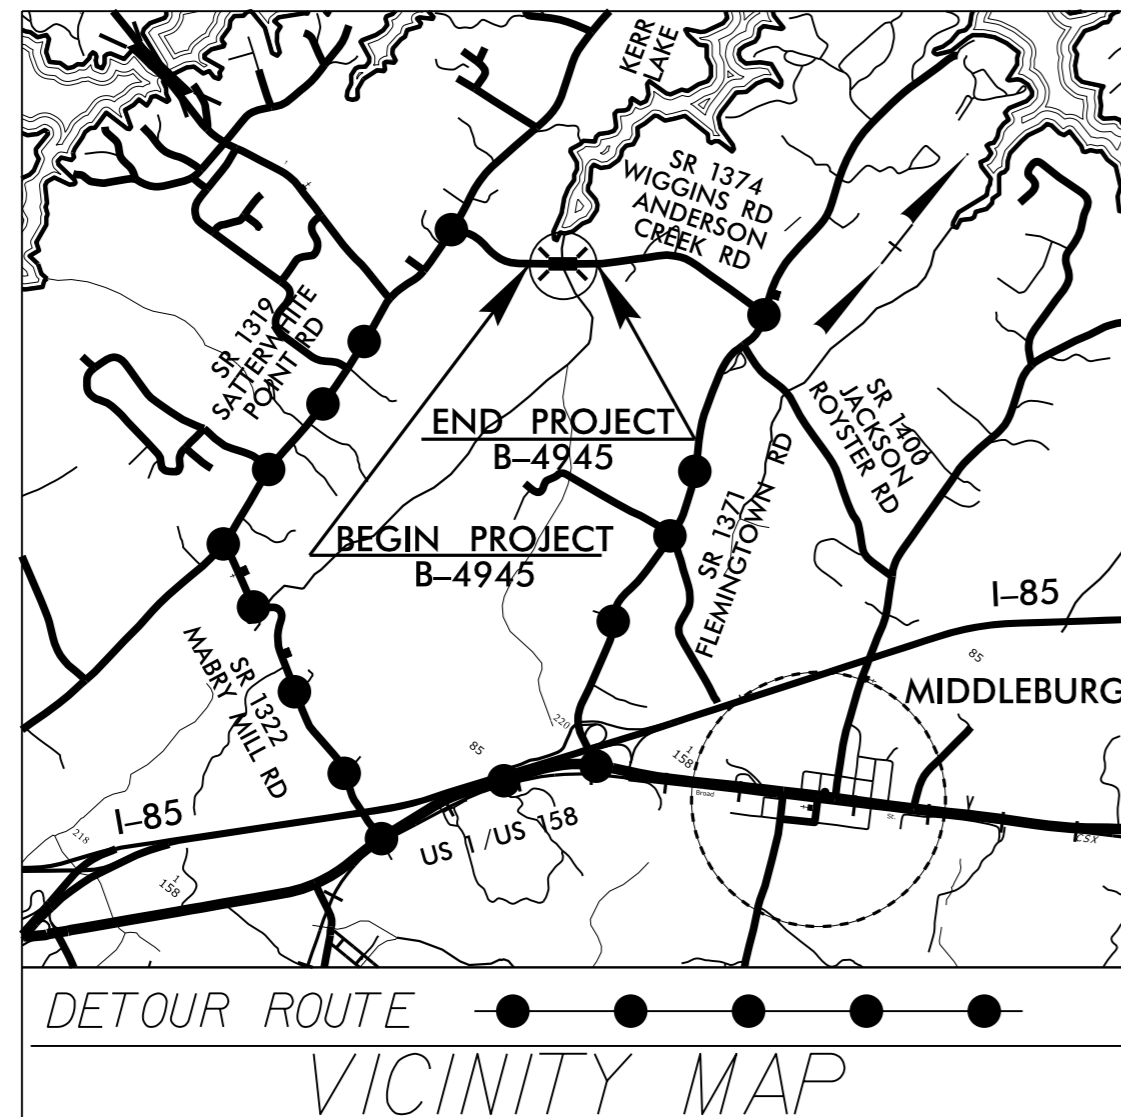 KERR
LAKE
SR 1374
WIGGINS RD
ANDERSON
CREEK RD
SR 1319
SATTERWHITE
POINT RD
END PROJECT
B-4945
SR 1400
JACKSON
ROYSTER RD
BEGIN PROJECT
B-4945
SR 1371
FLEMINGTOWN RD
I-85
SR 1322
MABRY MILL RD
85
MIDDLEBURG
220
85
1
158
Broad
St.
I-85
US 1 /US 158
218
1
158
CSX
DETOUR ROUTE
VICINITY MAP